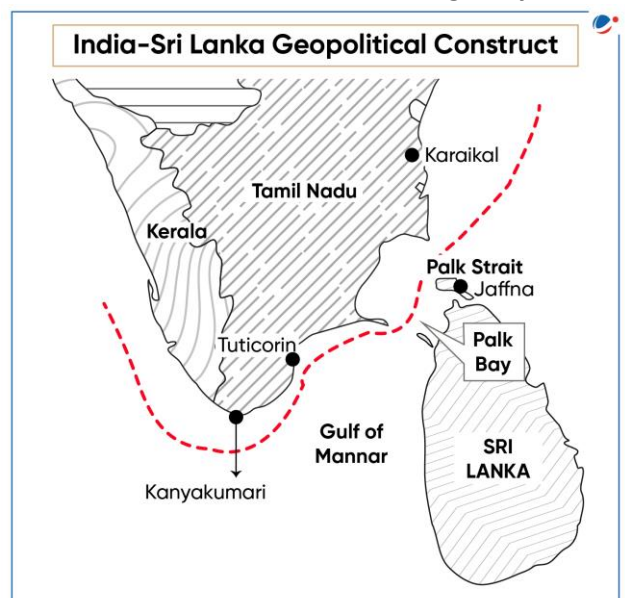 India-Sri Lanka Geopolitical Construct
Karaikal
Tamil Nadu
Kerala
Palk Strait
Jaffna
Tuticorin
Palk
Bay
Gulf of
Mannar
SRI
LANKA
Kanyakumari